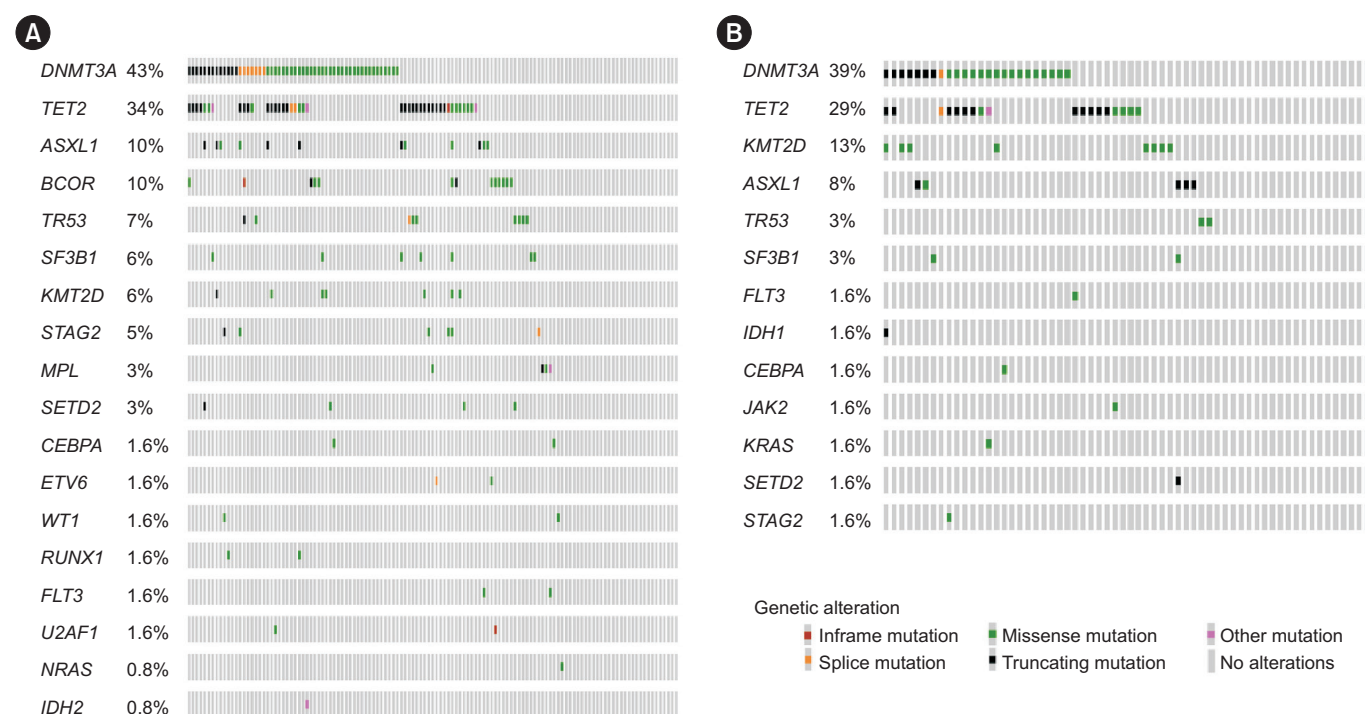 A
DNMT3A 43%
TET2 34%
ASXL1 10%
BCOR 10%
TR53 7%
SF3B1 6%
KMT2D 6%
STAG2 5%
MPL 3%
SETD2 3%
CEBPA 1.6%
ETV6 1.6%
WT1 1.6%
RUNX1 1.6%
FLT3 1.6%
U2AF1 1.6%
NRAS 0.8%
IDH2 0.8%
B
DNMT3A 39%
TET2 29%
KMT2D 13%
ASXL1 8%
TR53 3%
SF3B1 3%
FLT3 1.6%
IDH1 1.6%
CEBPA 1.6%
JAK2 1.6%
KRAS 1.6%
SETD2 1.6%
STAG2 1.6%
Genetic alteration
Inframe mutation Missense mutation Other mutation
Splice mutation Truncating mutation No alterations